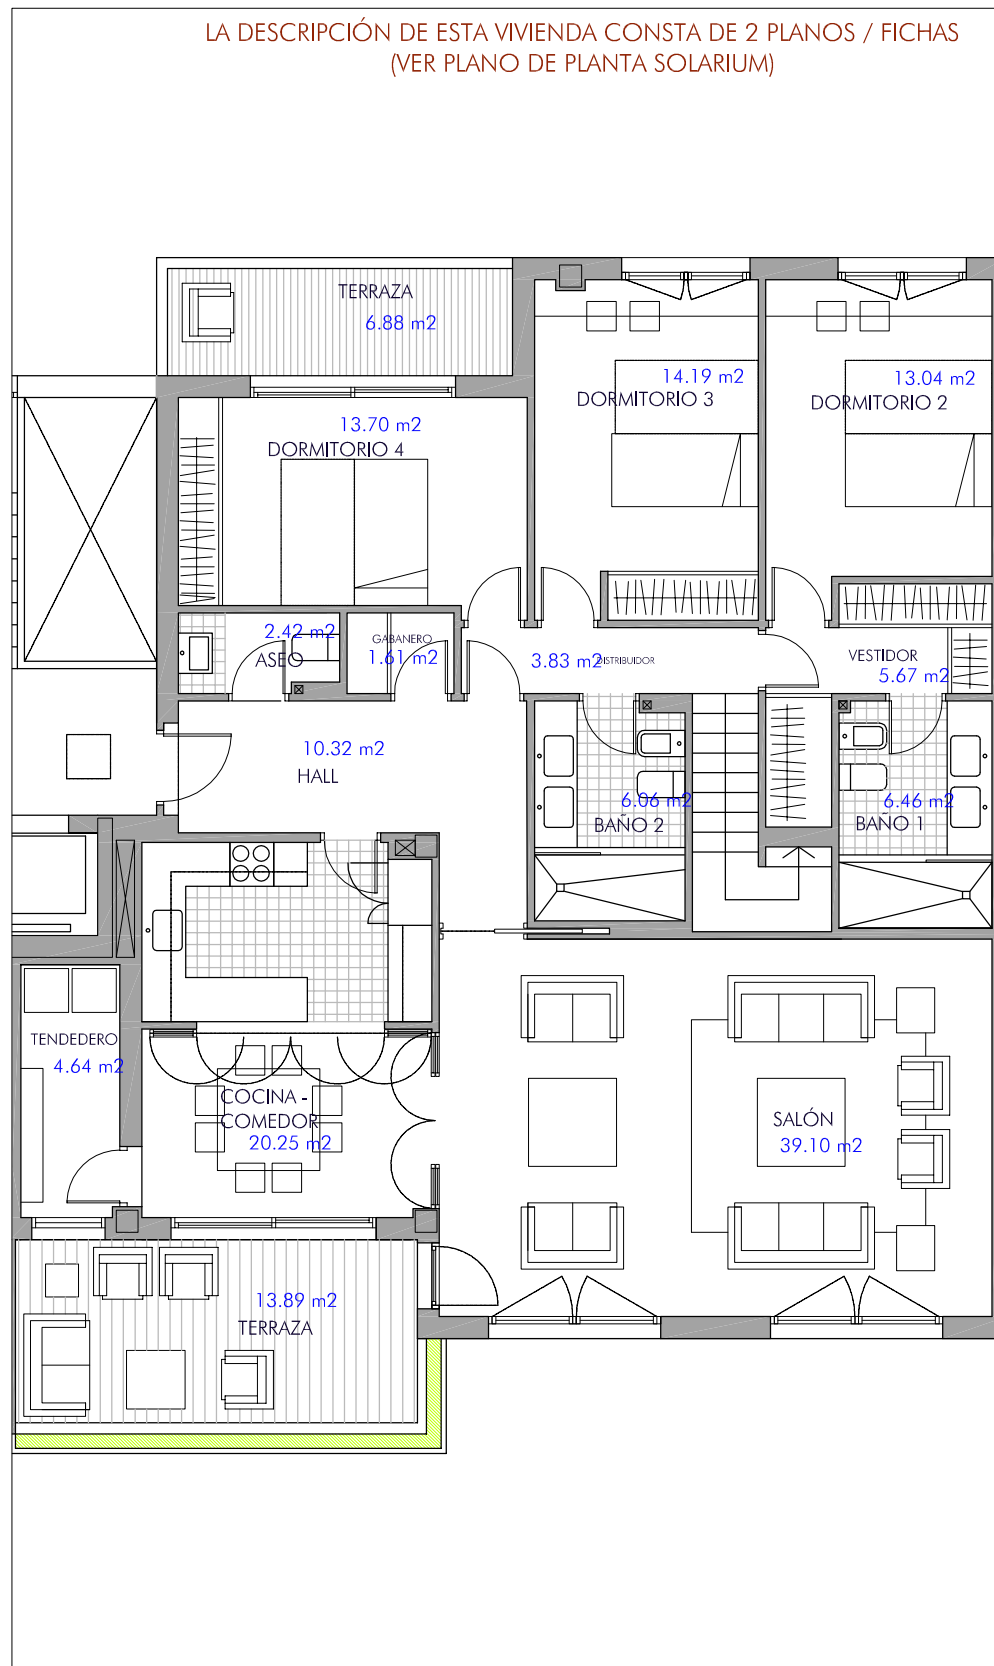 LA DESCRIPCIÓN DE ESTA VIVIENDA CONSTA DE 2 PLANOS / FICHAS
(VER PLANO DE PLANTA SOLARIUM)
TERRAZA
6.88 m2
14.19 m2
DORMITORIO 3
13.04 m2
DORMITORIO 2
13.70 m2
DORMITORIO 4
2.42 m2
ASEO
GABANERO
1.61 m2
3.83 m2
DISTRIBUIDOR
VESTIDOR
5.67 m2
10.32 m2
HALL
6.06 m2
BAÑO 2
6.46 m2
BAÑO 1
TENDEDERO
4.64 m2
COCINA -
COMEDOR
20.25 m2
SALÓN
39.10 m2
13.89 m2
TERRAZA